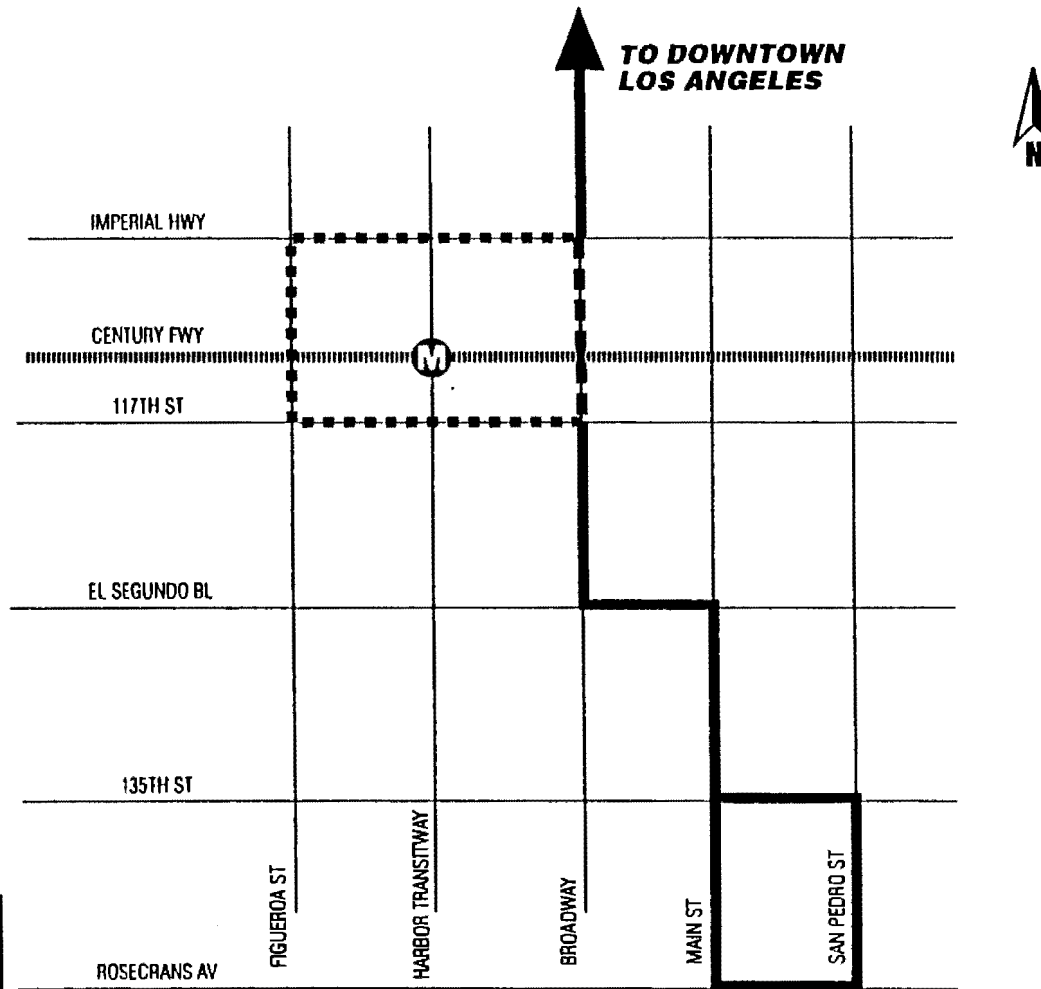 TO DOWNTOWN
LOS ANGELES
N
IMPERIAL HWY
CENTURY FWY
M
117TH ST
EL SEGUNDO BL
135TH ST
FIGUEROA ST
HARBOR TRANSITWAY
BROADWAY
MAIN ST
SAN PEDRO ST
ROSECRANS AV